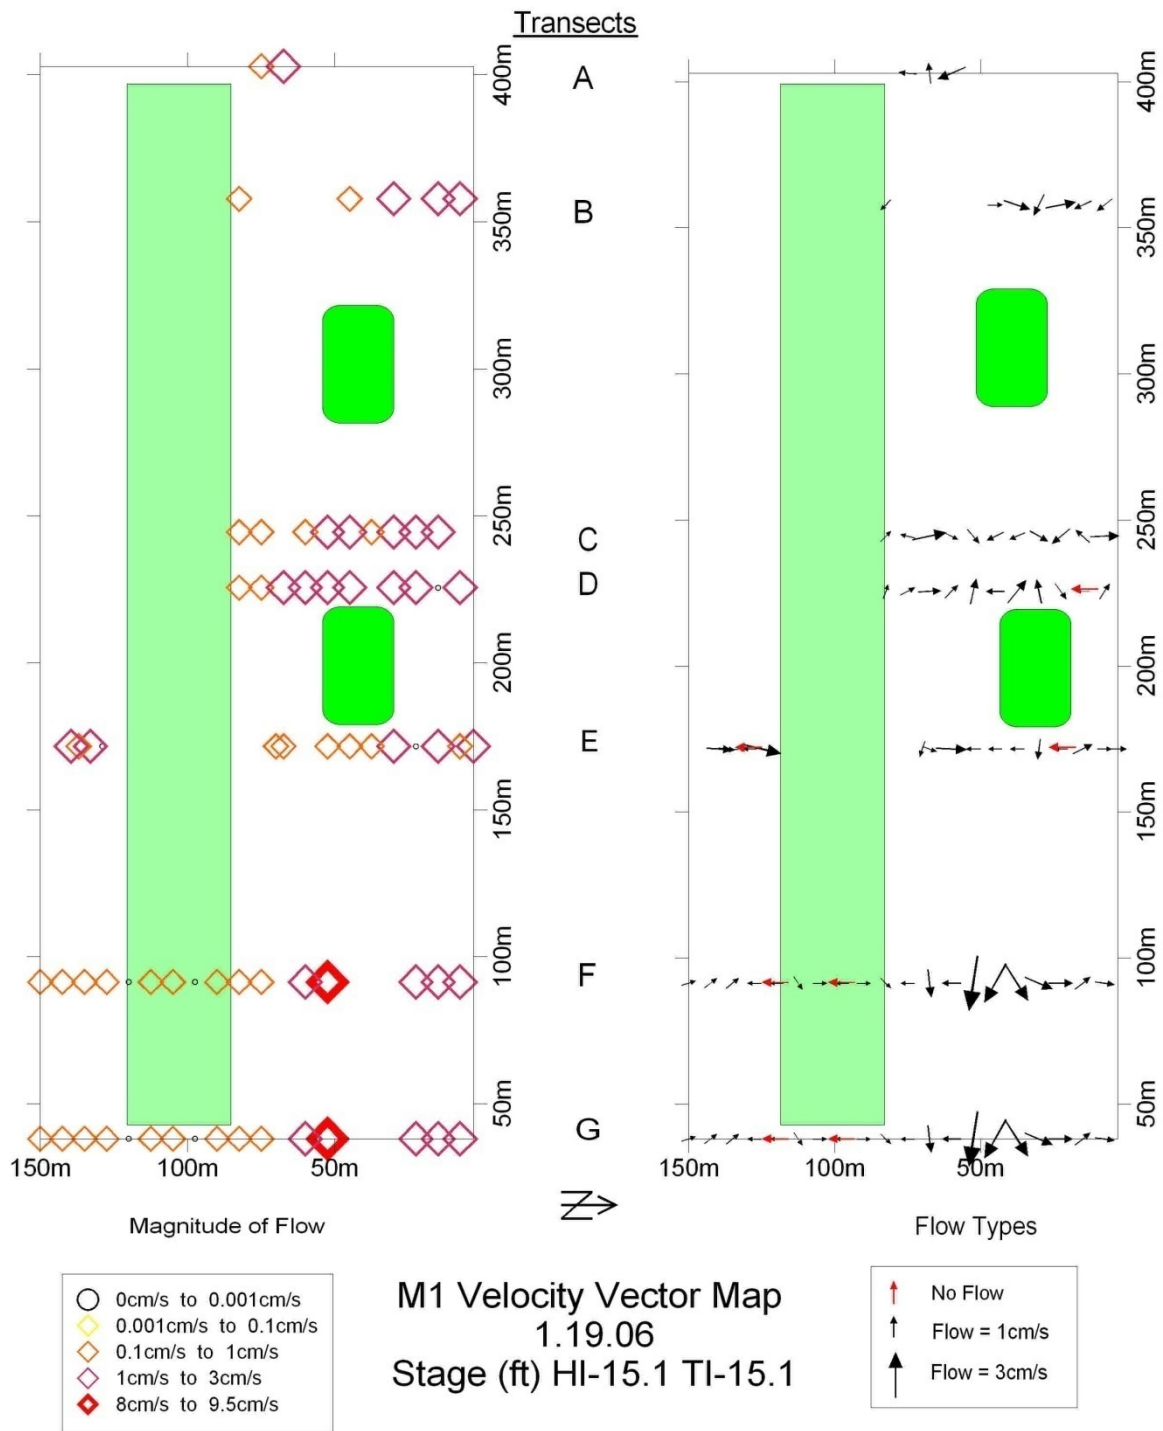 Transects
400m
A
400m
350m
B
350m
300m
300m
250m
C
250m
D
200m
200m
E
150m
150m
100m
F
100m
50m
G
50m
150m
100m
50m
150m
100m
50m
Z
Magnitude of Flow
Flow Types
0cm/s to 0.001cm/s
0.001cm/s to 0.1cm/s
0.1cm/s to 1cm/s
1cm/s to 3cm/s
8cm/s to 9.5cm/s
M1 Velocity Vector Map
1.19.06
Stage (ft) HI-15.1 TI-15.1
No Flow
Flow = 1cm/s
Flow = 3cm/s